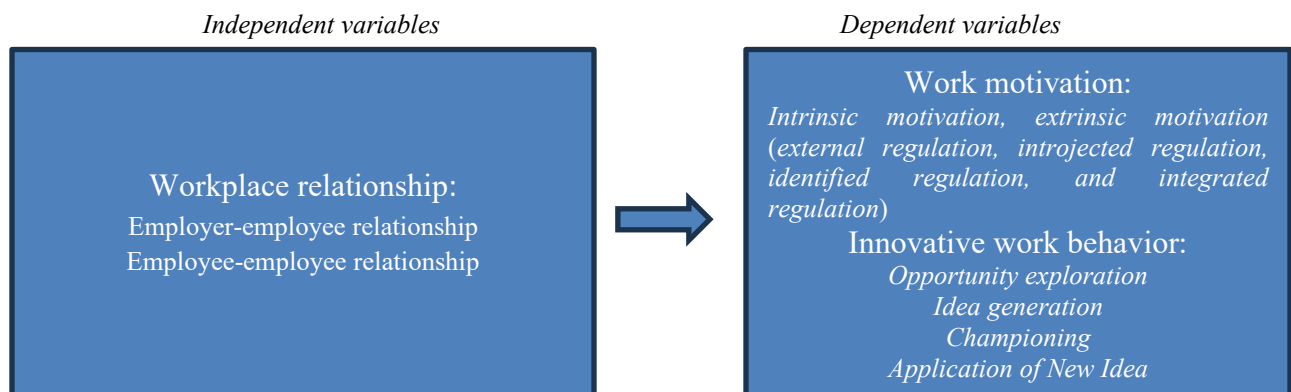 Independent variables
Dependent variables
Workplace relationship:
Employer-employee relationship
Employee-employee relationship
Work motivation:
Intrinsic motivation, extrinsic motivation
(external regulation, introjected regulation,
identified regulation, and integrated
regulation)
Innovative work behavior:
Opportunity exploration
Idea generation
Championing
Application of New Idea